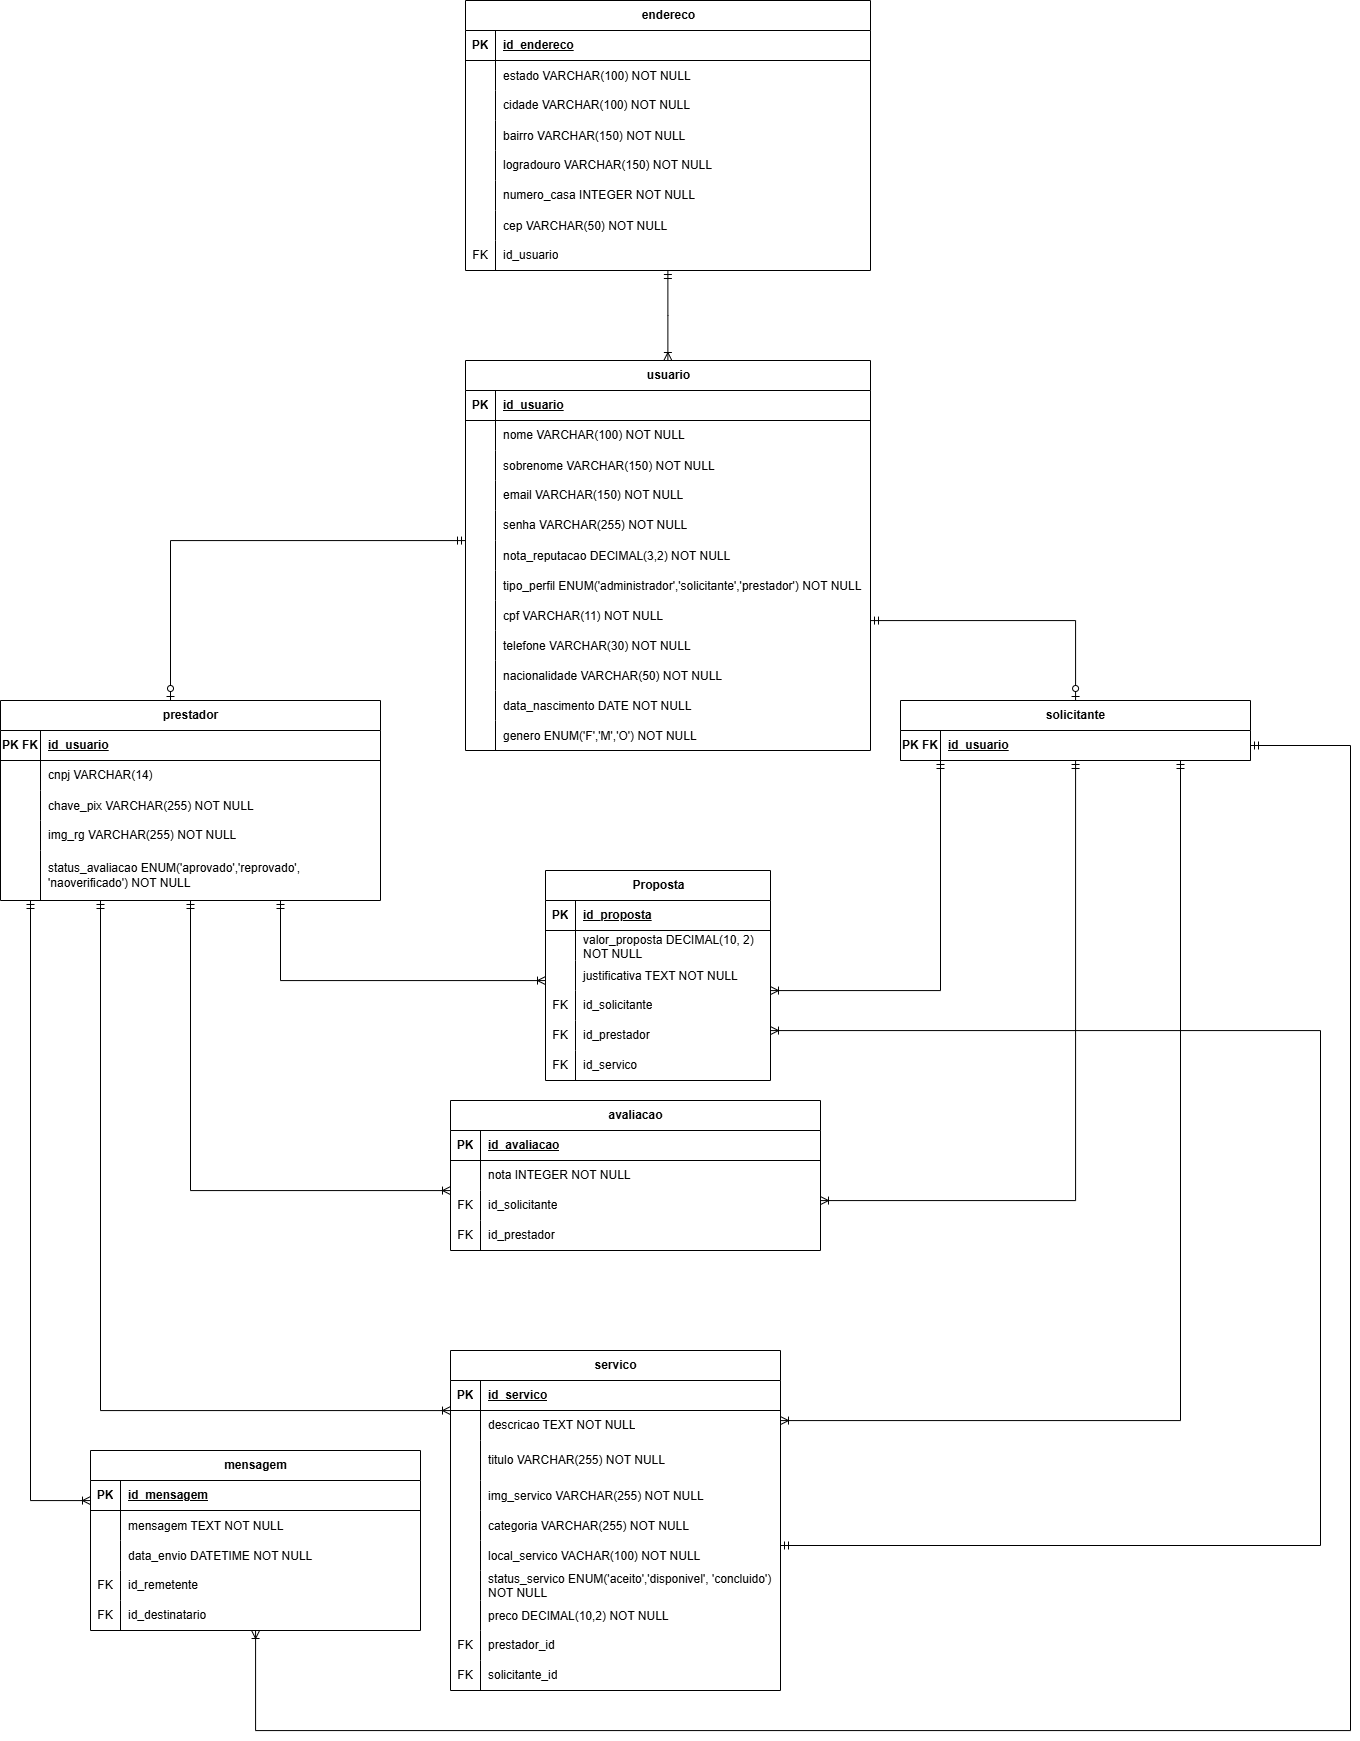 endereco
PK id_endereco
estado VARCHAR(100) NOT NULL
cidade VARCHAR(100) NOT NULL
bairro VARCHAR(150) NOT NULL
logradouro VARCHAR(150) NOT NULL
numero_casa INTEGER NOT NULL
cep VARCHAR(50) NOT NULL
FK id_usuario
usuario
PK id_usuario
nome VARCHAR(100) NOT NULL
sobrenome VARCHAR(150) NOT NULL
email VARCHAR(150) NOT NULL
senha VARCHAR(255) NOT NULL
nota_reputacao DECIMAL(3,2) NOT NULL
tipo_perfil ENUM('administrador','solicitante','prestador') NOT NULL
cpf VARCHAR(11) NOT NULL
telefone VARCHAR(30) NOT NULL
nacionalidade VARCHAR(50) NOT NULL
data_nascimento DATE NOT NULL
genero ENUM('F','M','O') NOT NULL
prestador
PK FK id_usuario
cnpj VARCHAR(14)
chave_pix VARCHAR(255) NOT NULL
img_rg VARCHAR(255) NOT NULL
status_avaliacao ENUM('aprovado','reprovado',
'naoverificado') NOT NULL
solicitante
PK FK id_usuario
Proposta
PK id_proposta
valor_proposta DECIMAL(10, 2)
NOT NULL
justificativa TEXT NOT NULL
FK id_solicitante
FK id_prestador
FK id_servico
avaliacao
PK id_avaliacao
nota INTEGER NOT NULL
FK id_solicitante
FK id_prestador
servico
PK id_servico
descricao TEXT NOT NULL
titulo VARCHAR(255) NOT NULL
img_servico VARCHAR(255) NOT NULL
categoria VARCHAR(255) NOT NULL
local_servico VACHAR(100) NOT NULL
status_servico ENUM('aceito','disponivel', 'concluido')
NOT NULL
preco DECIMAL(10,2) NOT NULL
FK prestador_id
FK solicitante_id
mensagem
PK id_mensagem
mensagem TEXT NOT NULL
data_envio DATETIME NOT NULL
FK id_remetente
FK id_destinatario